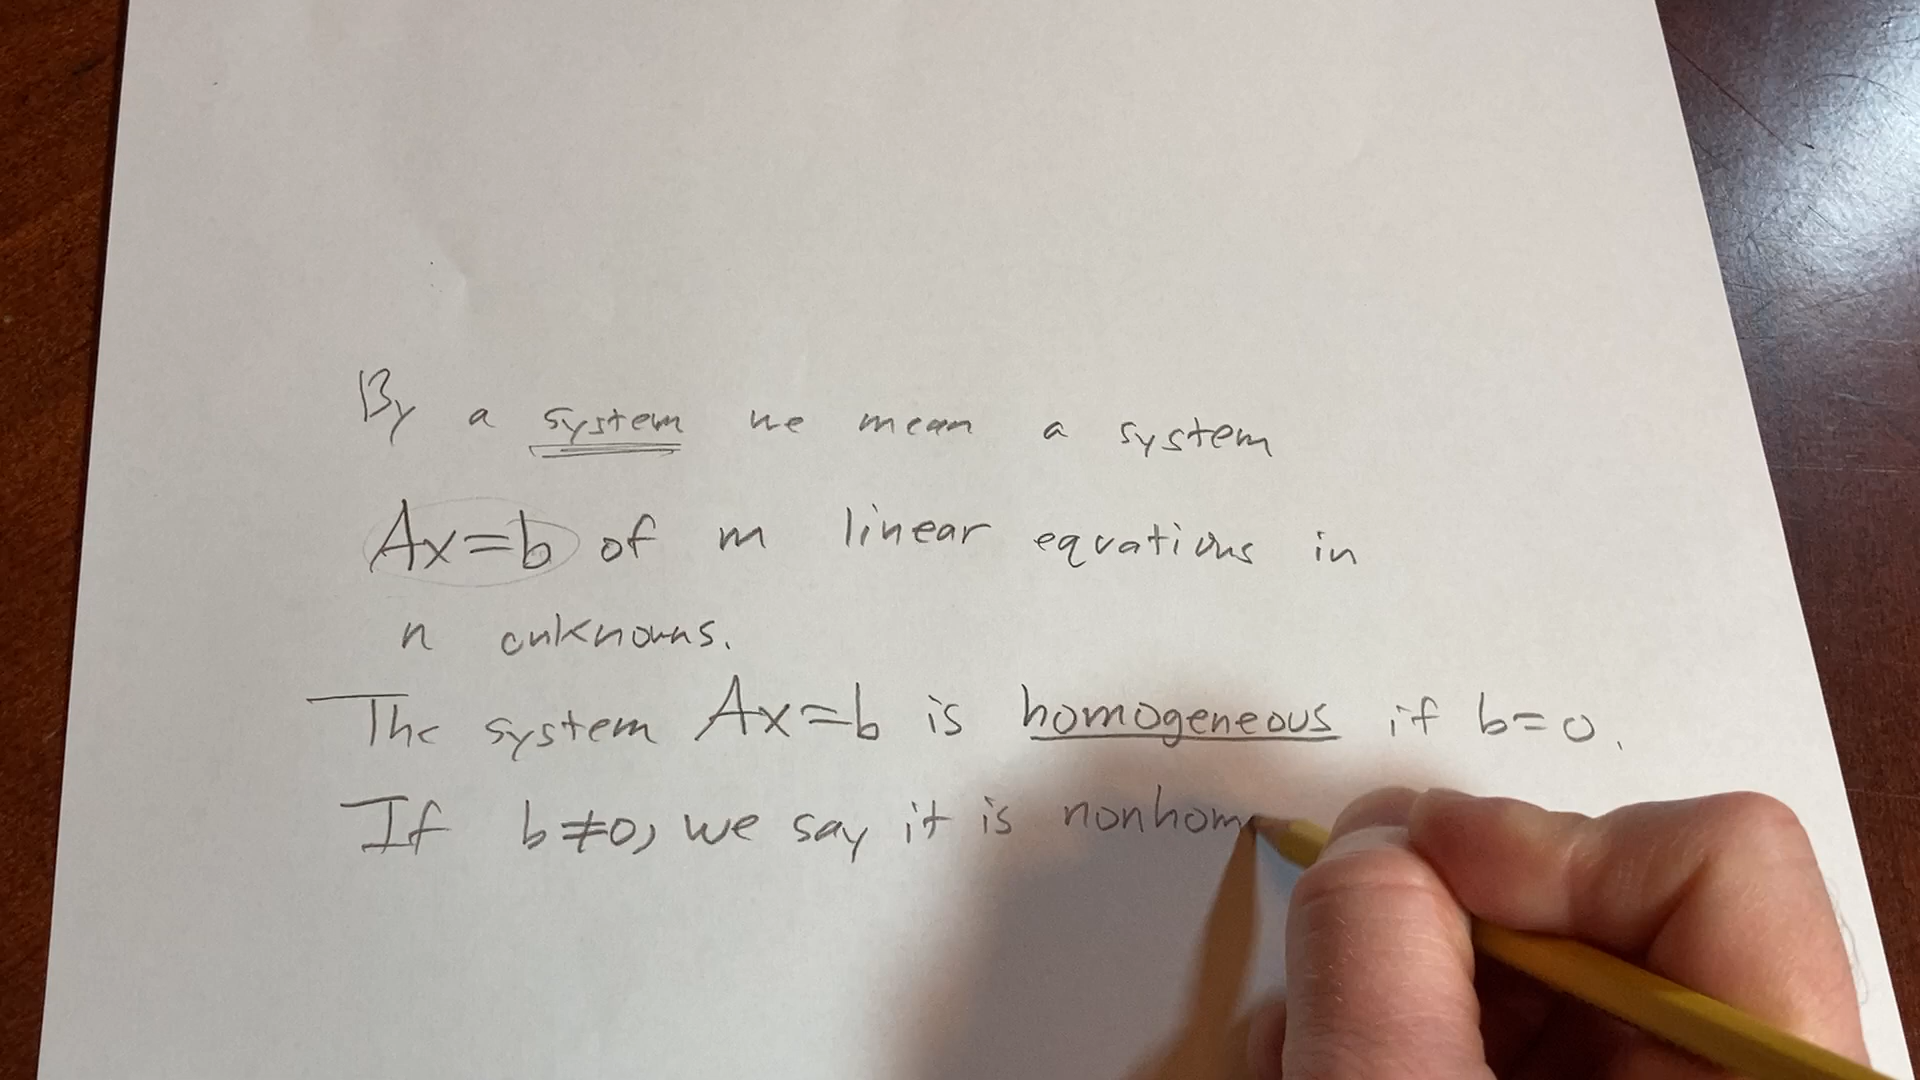 By a system we mean a system
Ax=b of m linear equations in
n unknowns.
The system Ax=b is homogeneous if b=0.
If b≠0, we say it is nonhom